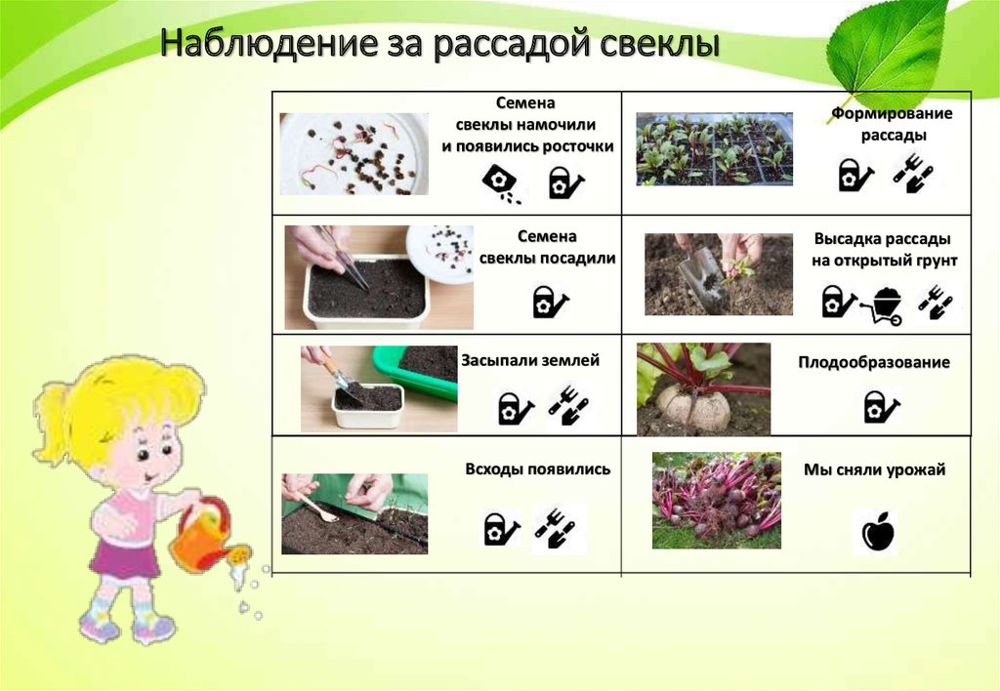 Наблюдение за рассадой свеклы
Семена
свеклы намочили
и появились росточки
Формирование
рассады
Семена
свеклы посадили
Высадка рассады
на открытый грунт
Засыпали землей
Плодообразование
Всходы появились
Мы сняли урожай